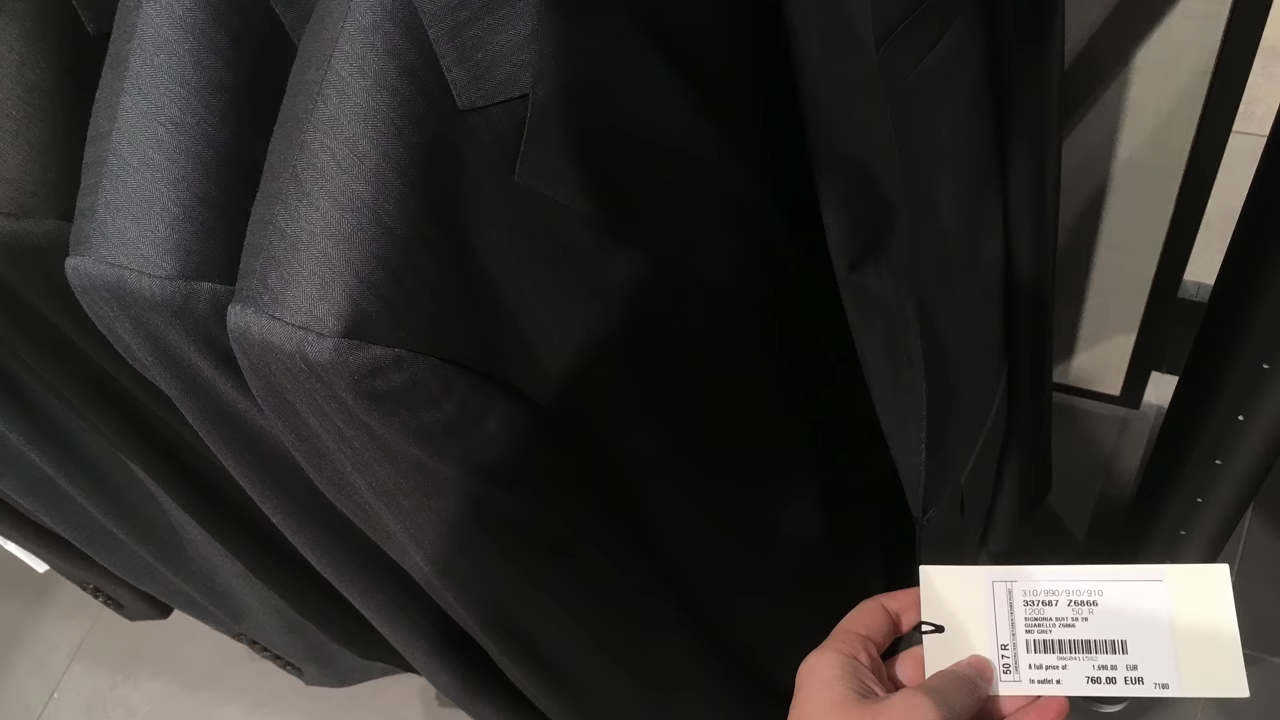 310/990/910/910
337687 Z6866
1200 50 R
SIGNORIA SUIT SB 2B
GUABELLO Z6866
MD GREY
0060411502
A full price of: 1,690.00 EUR
In outlet at: 760.00 EUR 7180
50 7 R